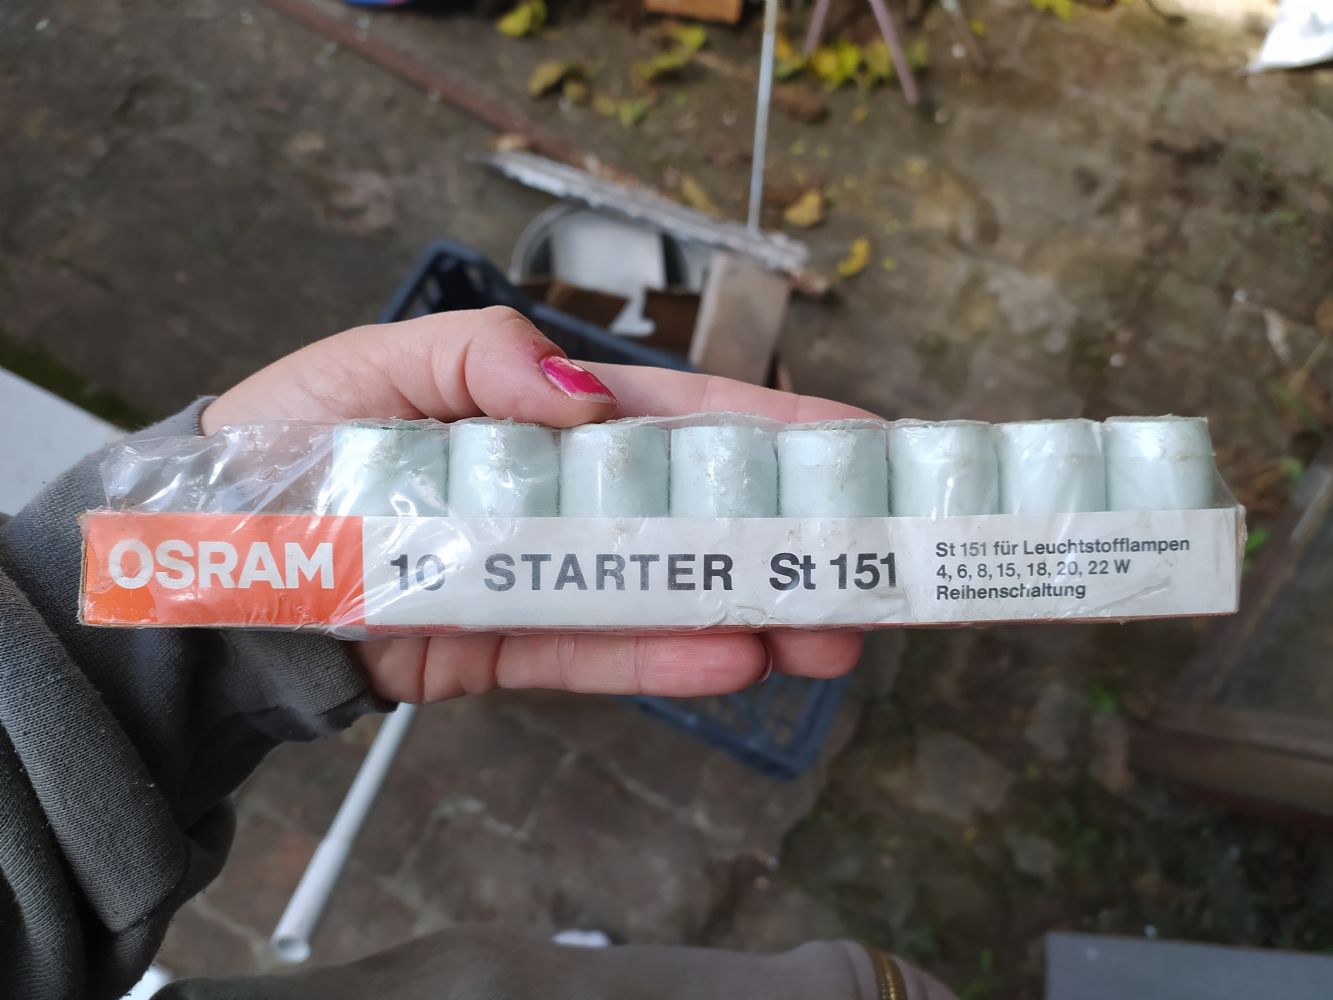 OSRAM
10 STARTER St 151
St 151 für Leuchtstofflampen
4, 6, 8, 15, 18, 20, 22 W
Reihenschaltung